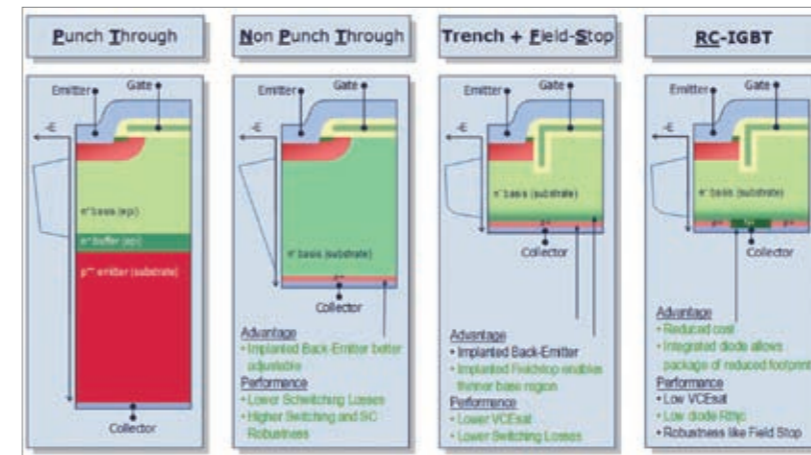 Punch Through
Emitter
Gate
-E
n⁻ basis (epi)
n⁺ buffer (epi)
p⁺⁺ emitter (substrate)
Collector
Non Punch Through
Emitter
Gate
-E
n⁻ basis (substrate)
Collector
Advantage
• Implanted Back-Emitter better
adjustable
Performance
• Lower Schwitching Losses
• Higher Switching and SC
Robustness
Trench + Field-Stop
Emitter
Gate
-E
n⁻ basis (substrate)
Collector
Advantage
• Implanted Back-Emitter
• Implanted Fieldstop enables
thinner base region
Performance
• Lower VCEsat
• Lower Switching Losses
RC-IGBT
Emitter
Gate
-E
n⁻ basis (substrate)
Collector
Advantage
• Reduced cost
• Integrated diode allows
package of reduced footprint
Performance
• Low VCEsat
• Low diode Rthjc
• Robustness like Field Stop